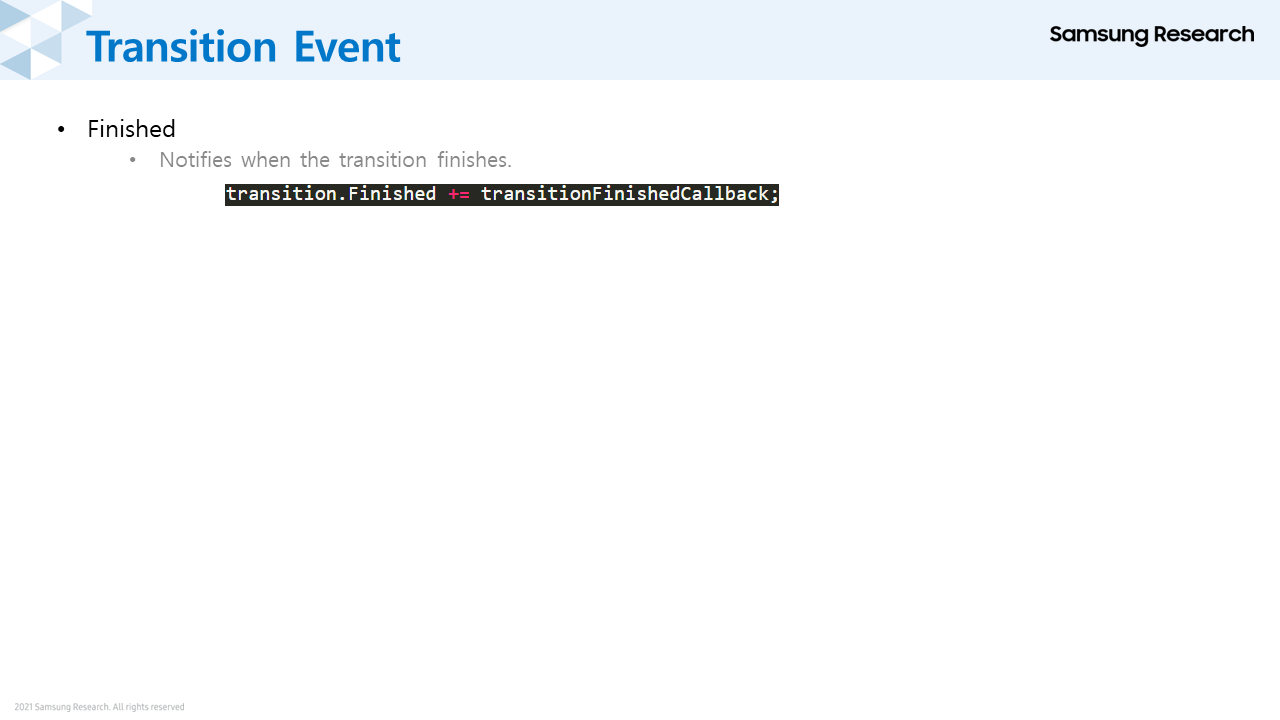 Transition Event
Samsung Research
• Finished
• Notifies when the transition finishes.
transition.Finished += transitionFinishedCallback;
2021 Samsung Research. All rights reserved